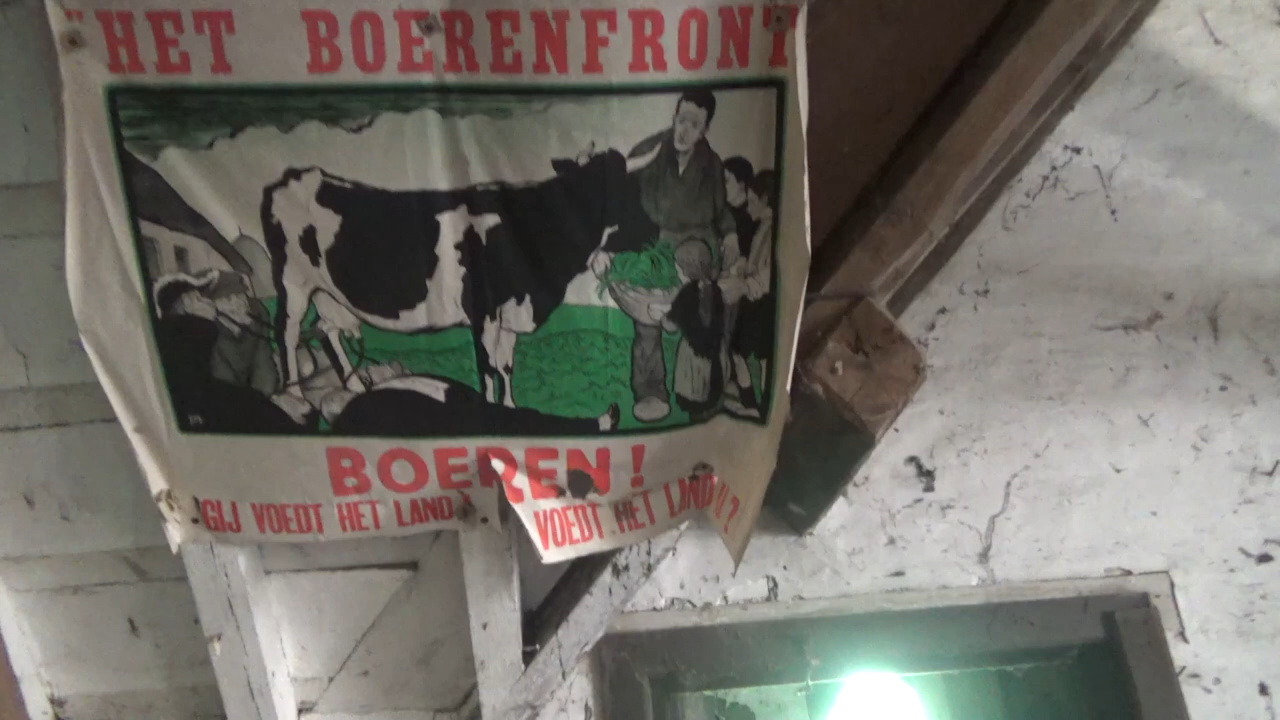 "HET BOERENFRONT
BOEREN!
GIJ VOEDT HET LAND! VOEDT HET LAND U?